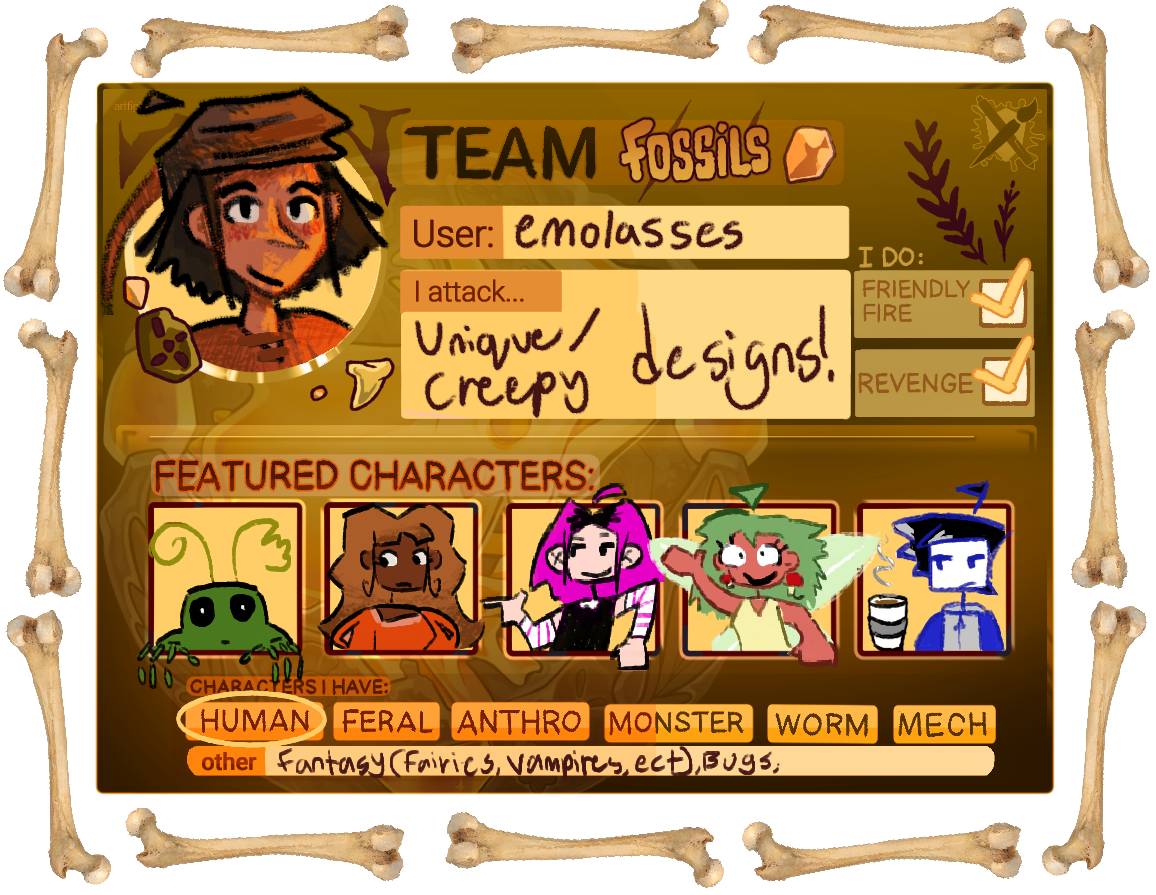 TEAM FOSSiLS
User: emolasses
I attack...
Unique/
creepy
designs!
I DO:
FRIENDLY
FIRE
REVENGE
FEATURED CHARACTERS:
CHARACTERS I HAVE:
HUMAN FERAL ANTHRO MONSTER WORM MECH
other Fantasy(Fairies, vampires, ect), Bugs,